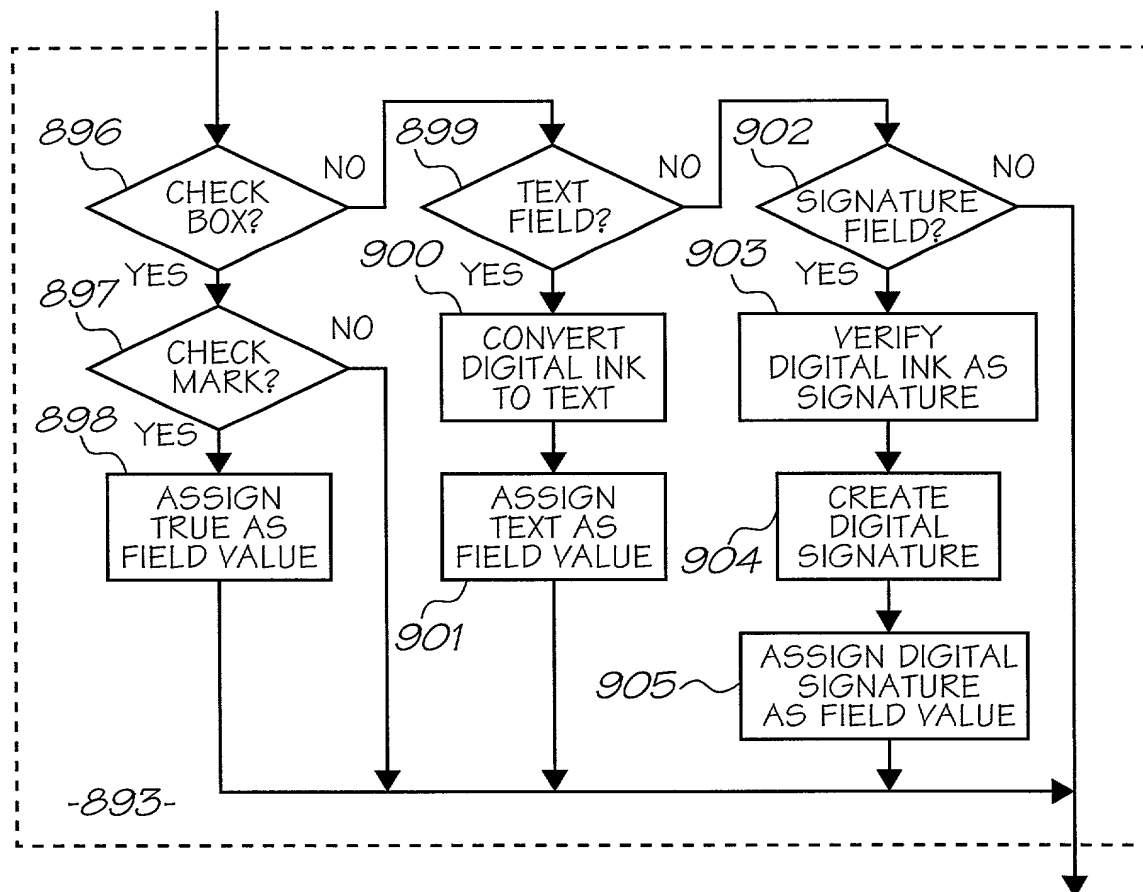 896
CHECK
BOX?
NO
YES
899
TEXT
FIELD?
NO
YES
902
SIGNATURE
FIELD?
NO
YES
897
CHECK
MARK?
NO
YES
898
ASSIGN
TRUE AS
FIELD VALUE
900
CONVERT
DIGITAL INK
TO TEXT
901
ASSIGN
TEXT AS
FIELD VALUE
903
VERIFY
DIGITAL INK AS
SIGNATURE
904
CREATE
DIGITAL
SIGNATURE
905
ASSIGN DIGITAL
SIGNATURE
AS FIELD VALUE
-893-